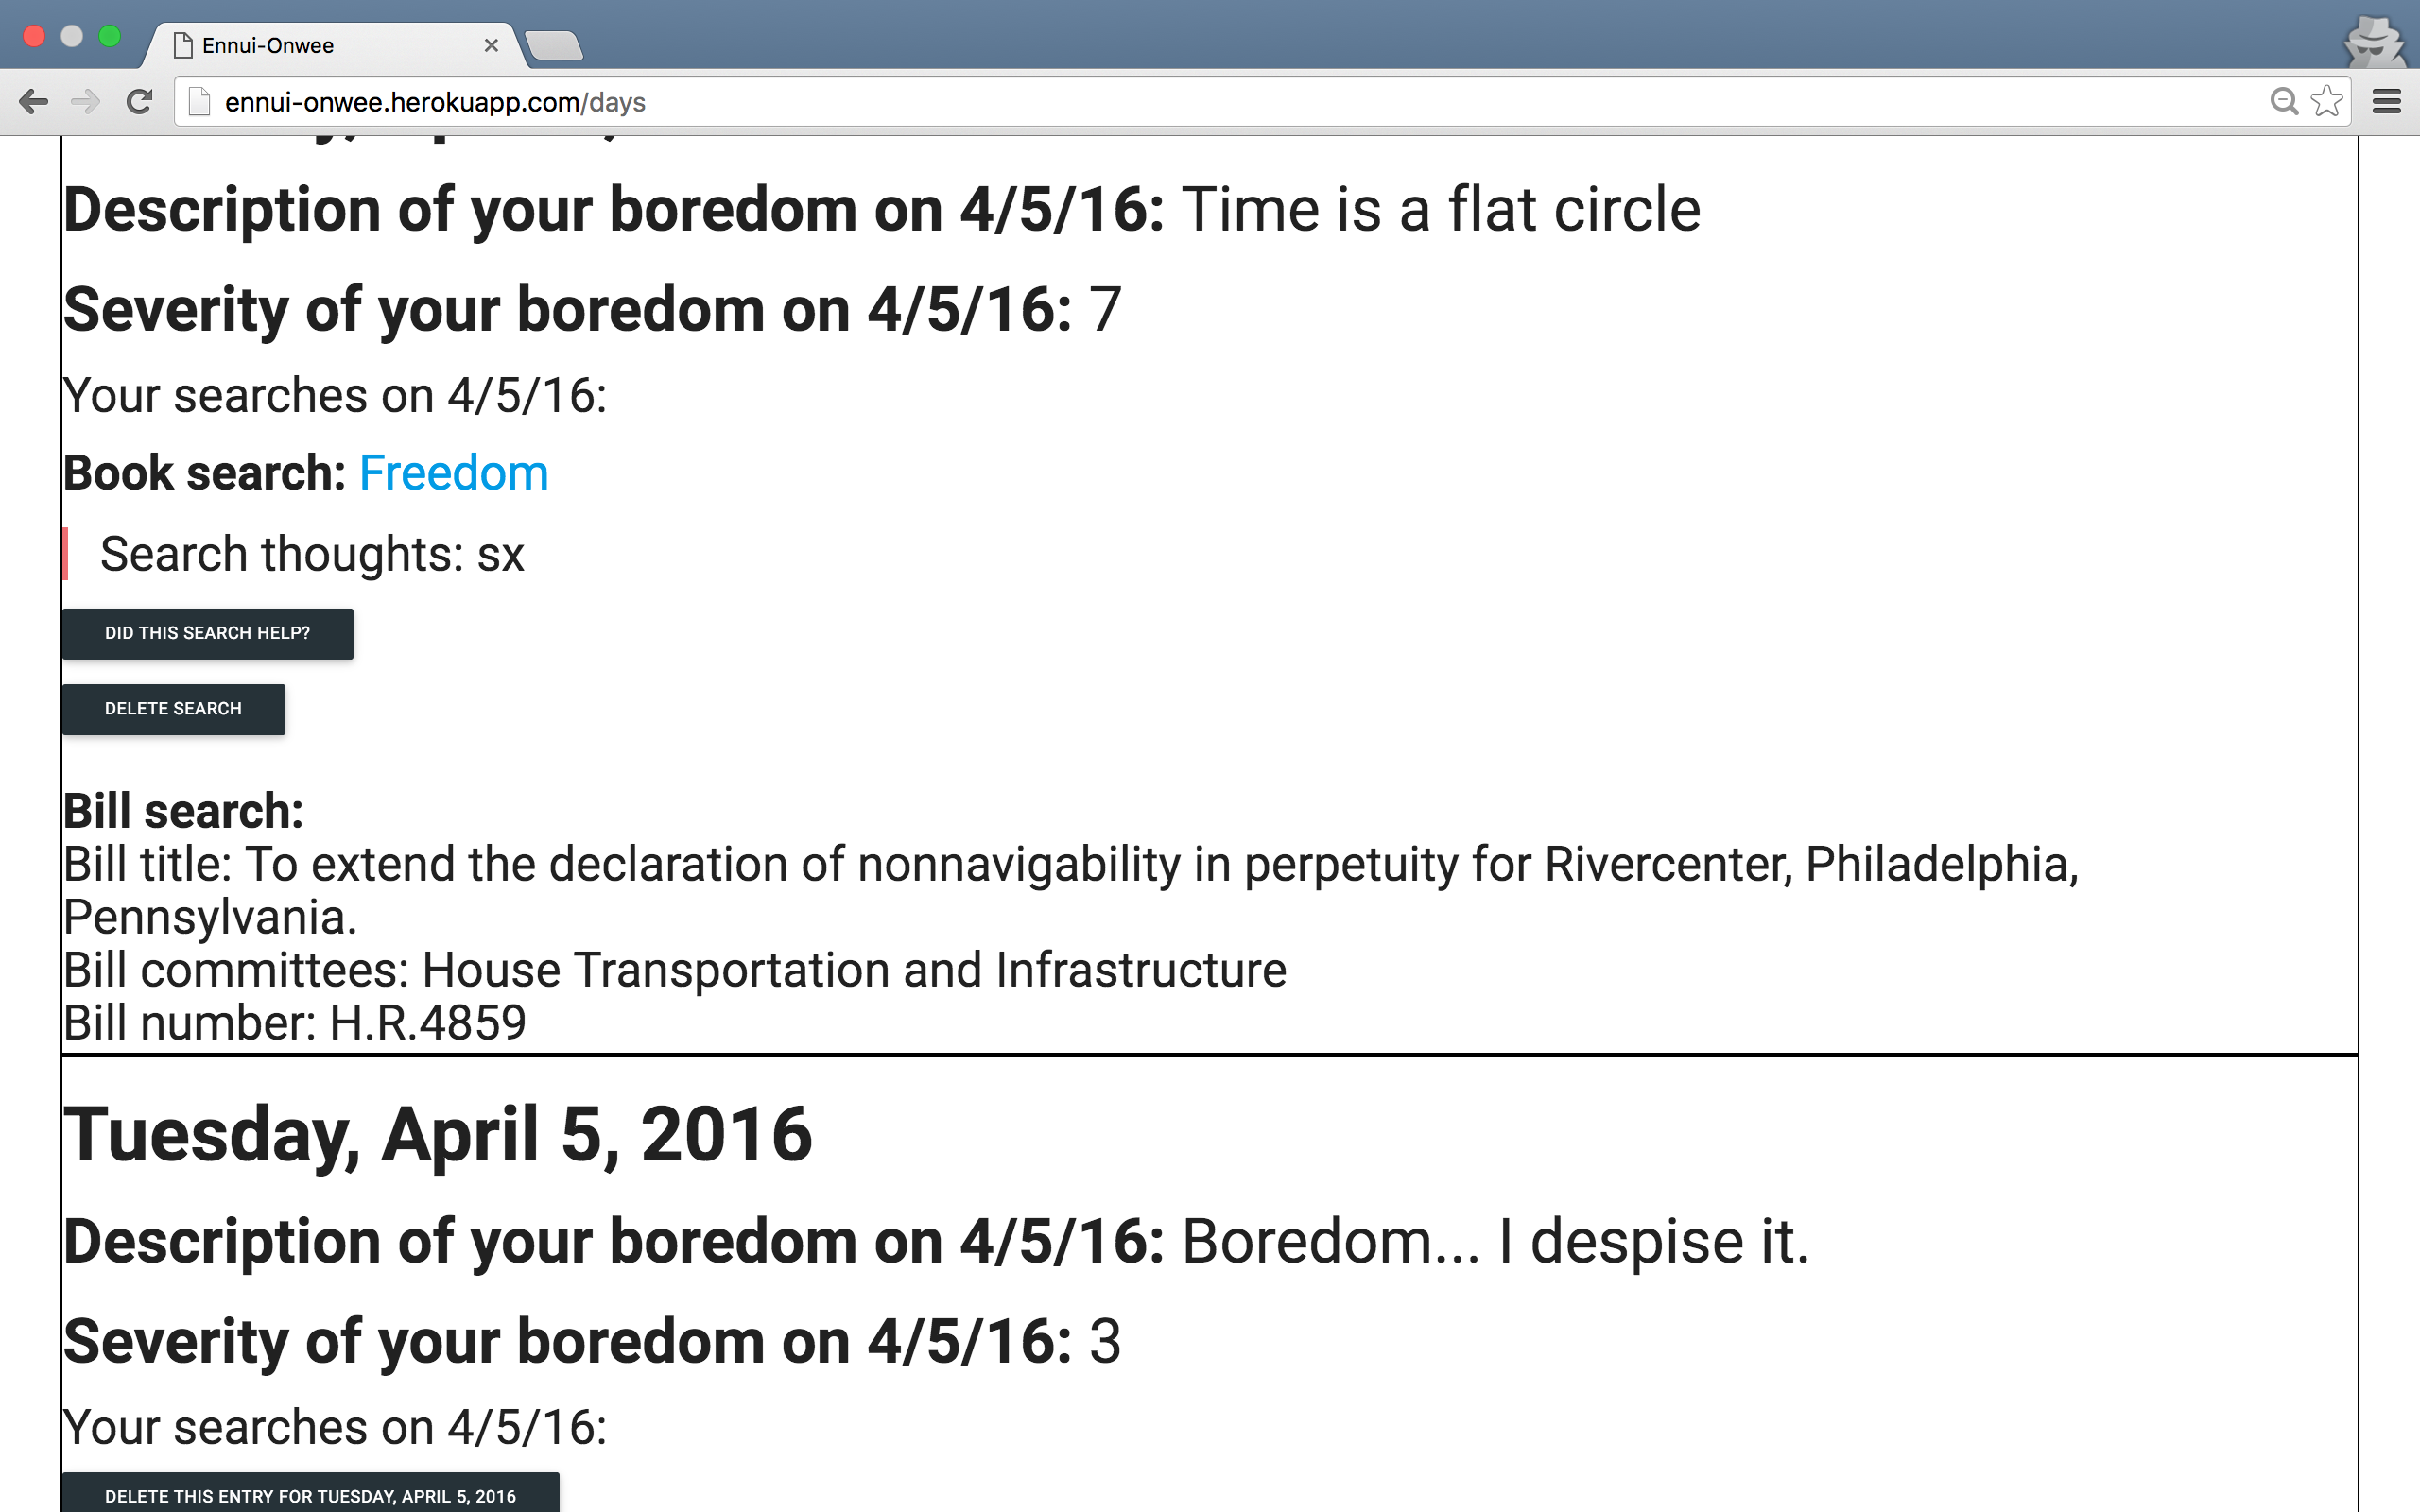 Ennui-Onwee
ennui-onwee.herokuapp.com/days
Description of your boredom on 4/5/16: Time is a flat circle
Severity of your boredom on 4/5/16: 7
Your searches on 4/5/16:
Book search: Freedom
Search thoughts: sx
DID THIS SEARCH HELP?
DELETE SEARCH
Bill search:
Bill title: To extend the declaration of nonnavigability in perpetuity for Rivercenter, Philadelphia,
Pennsylvania.
Bill committees: House Transportation and Infrastructure
Bill number: H.R.4859
Tuesday, April 5, 2016
Description of your boredom on 4/5/16: Boredom... I despise it.
Severity of your boredom on 4/5/16: 3
Your searches on 4/5/16:
DELETE THIS ENTRY FOR TUESDAY, APRIL 5, 2016